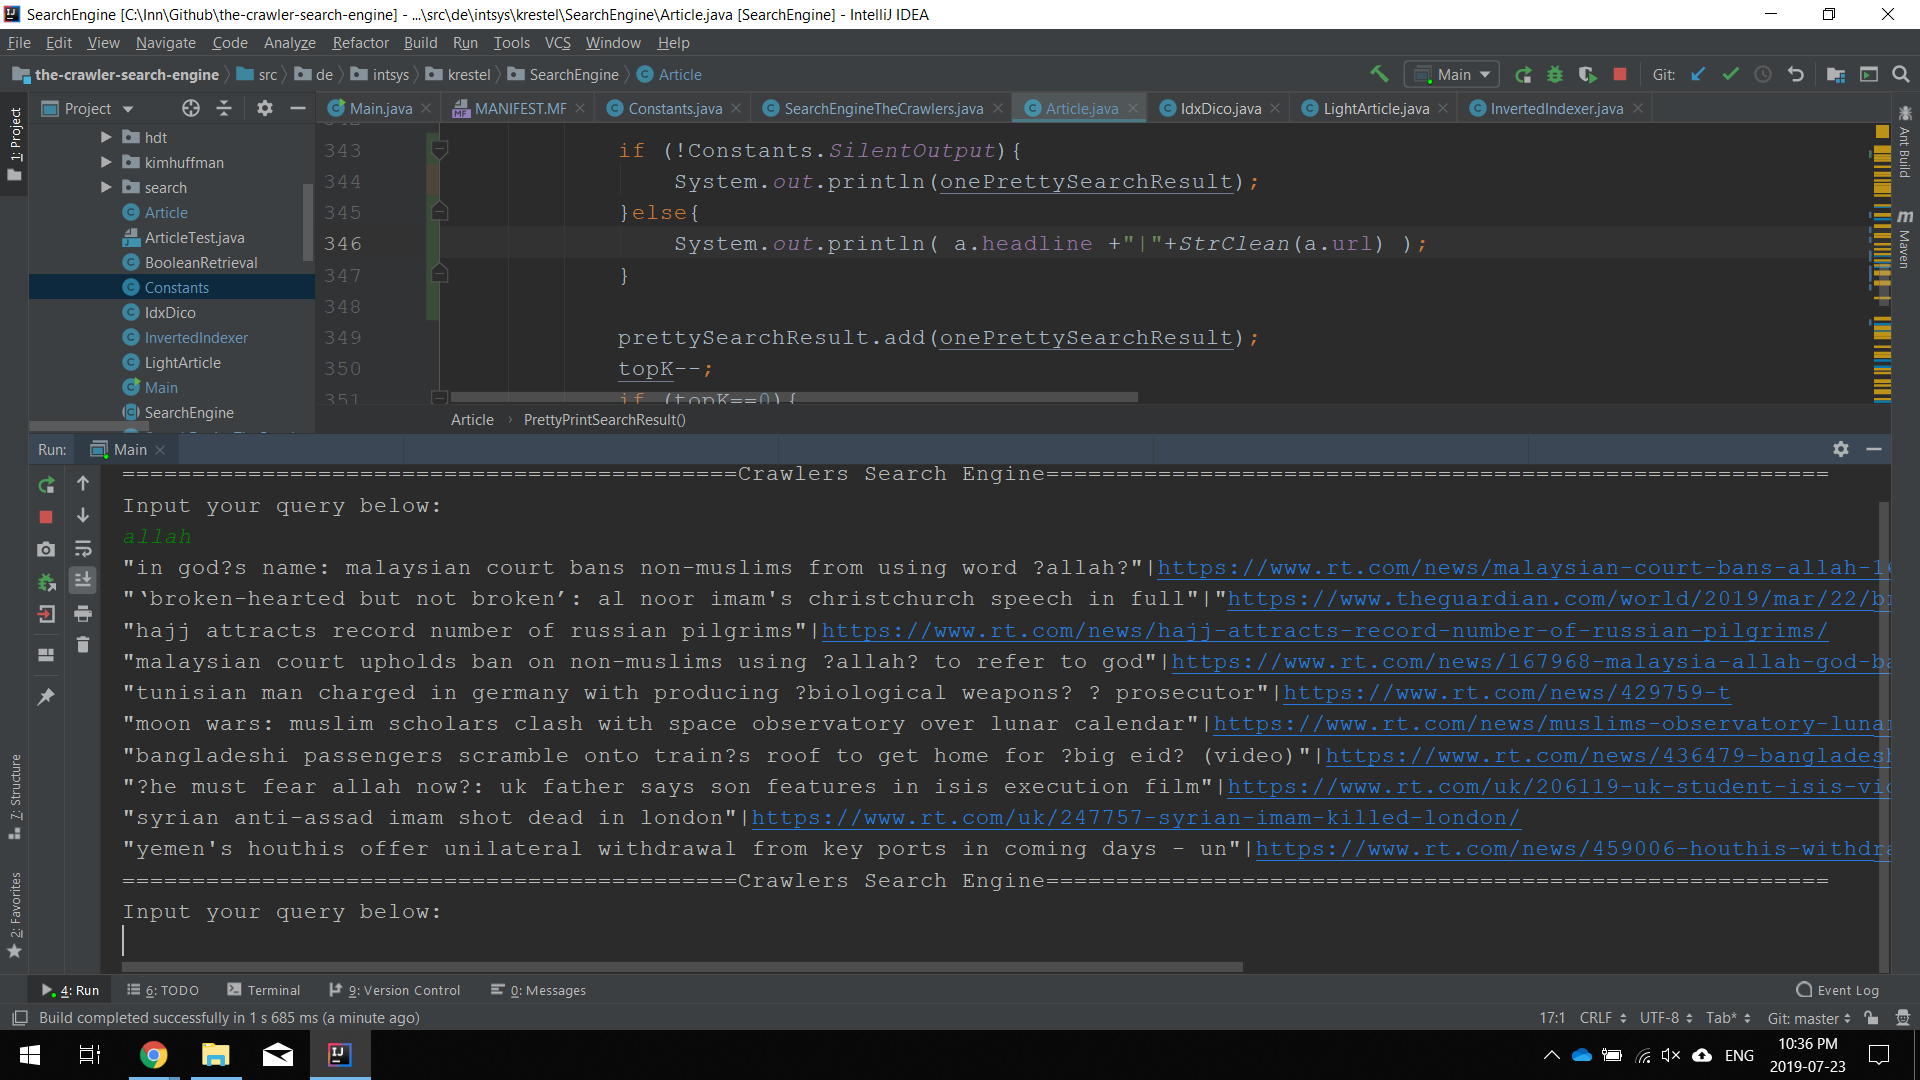 SearchEngine [C:\Inn\Github\the-crawler-search-engine] - ...\src\de\intsys\krestel\SearchEngine\Article.java [SearchEngine] - IntelliJ IDEA
File Edit View Navigate Code Analyze Refactor Build Run Tools VCS Window Help
the-crawler-search-engine src de intsys krestel SearchEngine Article Main Git:
Project Main.java MANIFEST.MF Constants.java SearchEngineTheCrawlers.java Article.java IdxDico.java LightArticle.java InvertedIndexer.java
1: Project
hdt
kimhuffman
search
Article
ArticleTest.java
BooleanRetrieval
Constants
IdxDico
InvertedIndexer
LightArticle
Main
SearchEngine
343 if (!Constants.SilentOutput){
344 System.out.println(onePrettySearchResult);
345 }else{
346 System.out.println( a.headline +"|"+StrClean(a.url) );
347 }
348
349 prettySearchResult.add(onePrettySearchResult);
350 topK--;
351 if (topK==0){
Article › PrettyPrintSearchResult()
Ant Build
Maven
Run: Main
============================================Crawlers Search Engine========================================================
Input your query below:
allah
"in god?s name: malaysian court bans non-muslims from using word ?allah?"|https://www.rt.com/news/malaysian-court-bans-allah-16
"‘broken-hearted but not broken’: al noor imam's christchurch speech in full"|"https://www.theguardian.com/world/2019/mar/22/br
"hajj attracts record number of russian pilgrims"|https://www.rt.com/news/hajj-attracts-record-number-of-russian-pilgrims/
"malaysian court upholds ban on non-muslims using ?allah? to refer to god"|https://www.rt.com/news/167968-malaysia-allah-god-ba
"tunisian man charged in germany with producing ?biological weapons? ? prosecutor"|https://www.rt.com/news/429759-t
"moon wars: muslim scholars clash with space observatory over lunar calendar"|https://www.rt.com/news/muslims-observatory-lunar
"bangladeshi passengers scramble onto train?s roof to get home for ?big eid? (video)"|https://www.rt.com/news/436479-bangladesh
"?he must fear allah now?: uk father says son features in isis execution film"|https://www.rt.com/uk/206119-uk-student-isis-vid
"syrian anti-assad imam shot dead in london"|https://www.rt.com/uk/247757-syrian-imam-killed-london/
"yemen's houthis offer unilateral withdrawal from key ports in coming days - un"|https://www.rt.com/news/459006-houthis-withdra
============================================Crawlers Search Engine========================================================
Input your query below:
7: Structure
2: Favorites
4: Run 6: TODO Terminal 9: Version Control 0: Messages Event Log
Build completed successfully in 1 s 685 ms (a minute ago) 17:1 CRLF UTF-8 Tab* Git: master
ENG
10:36 PM
2019-07-23